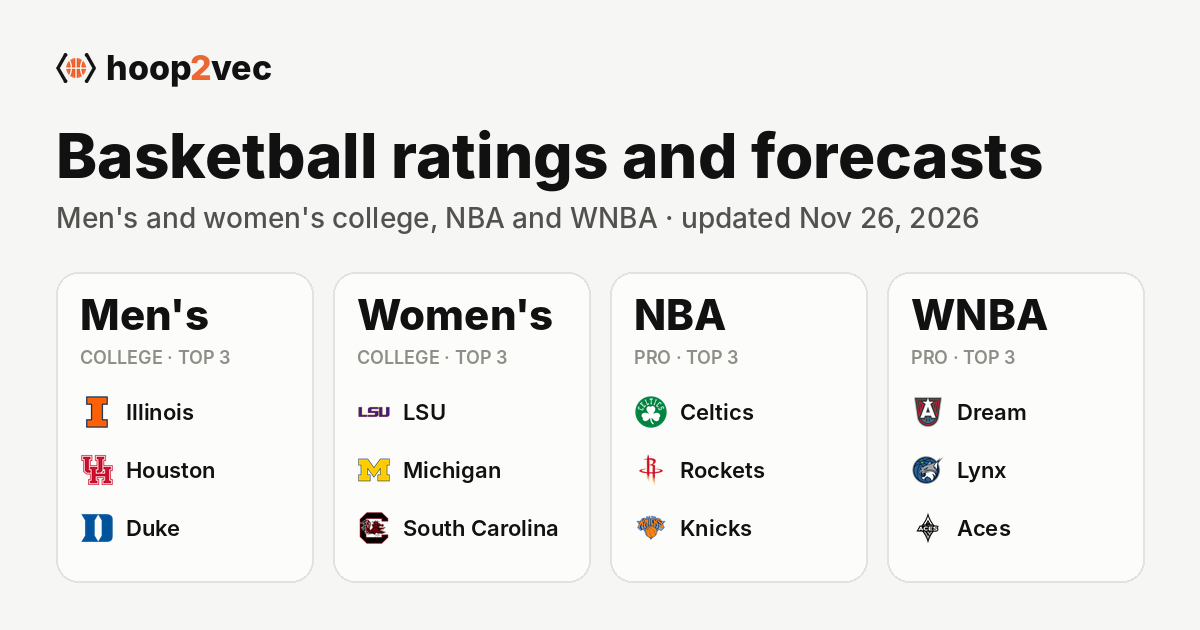 hoop2vec
Basketball ratings and forecasts
Men's and women's college, NBA and WNBA · updated Nov 26, 2026
Men's
COLLEGE · TOP 3
Illinois
Houston
Duke
Women's
COLLEGE · TOP 3
LSU LSU
Michigan
South Carolina
NBA
PRO · TOP 3
CELTICS Celtics
Rockets
Knicks
WNBA
PRO · TOP 3
Dream
Lynx
ACES Aces